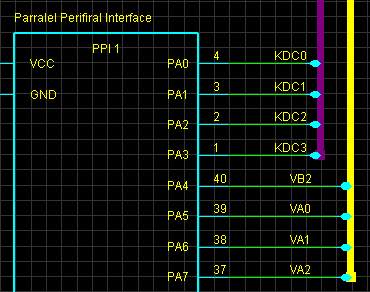 Parralel Perifiral Interface
PPI 1
VCC PA0 4 KDC0
GND PA1 3 KDC1
PA2 2 KDC2
PA3 1 KDC3
PA4 40 VB2
PA5 39 VA0
PA6 38 VA1
PA7 37 VA2